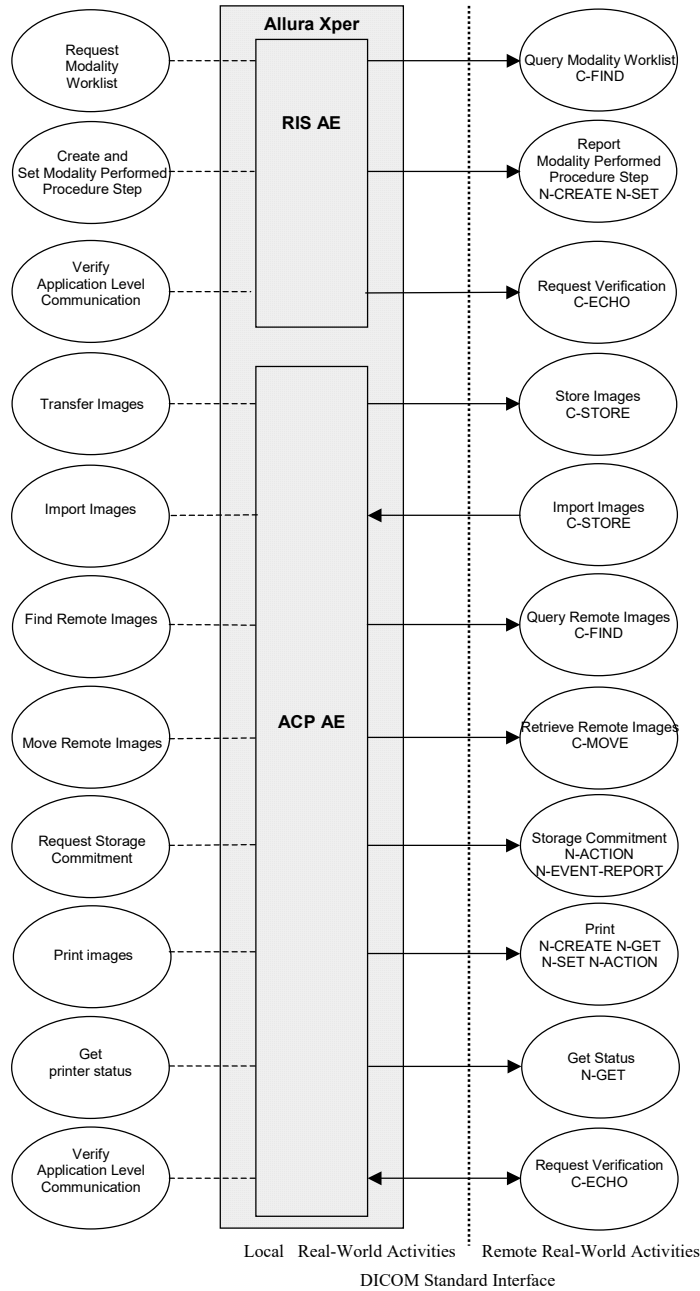 Allura Xper
Request
Modality
Worklist
RIS AE
Query Modality Worklist
C-FIND
Create and
Set Modality Performed
Procedure Step
Report
Modality Performed
Procedure Step
N-CREATE N-SET
Verify
Application Level
Communication
Request Verification
C-ECHO
Transfer Images
Store Images
C-STORE
Import Images
Import Images
C-STORE
Find Remote Images
Query Remote Images
C-FIND
Move Remote Images
ACP AE
Retrieve Remote Images
C-MOVE
Request Storage
Commitment
Storage Commitment
N-ACTION
N-EVENT-REPORT
Print images
Print
N-CREATE N-GET
N-SET N-ACTION
Get
printer status
Get Status
N-GET
Verify
Application Level
Communication
Request Verification
C-ECHO
Local Real-World Activities
Remote Real-World Activities
DICOM Standard Interface